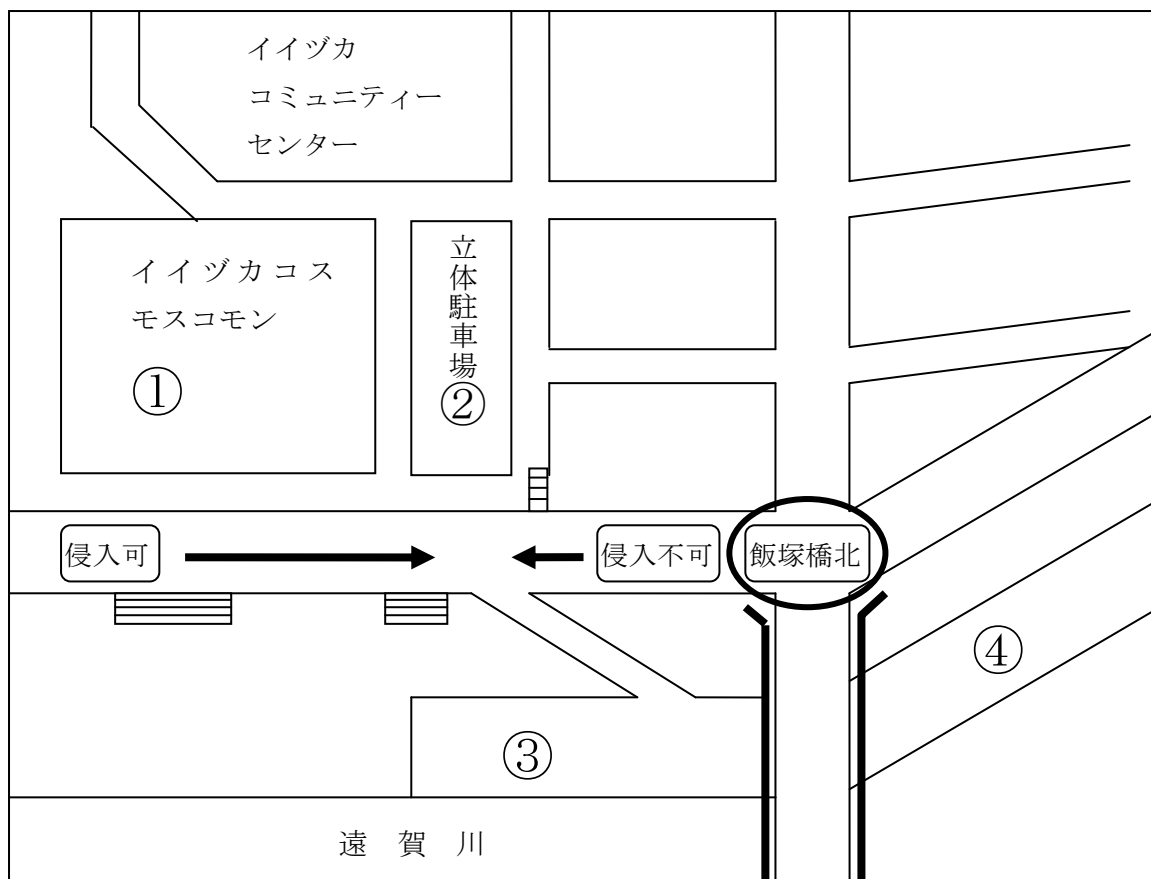 イイヅカ
コミュニティー
センター
イイヅカコス
モスコモン
①
立体駐車場
②
侵入可
侵入不可
飯塚橋北
④
③
遠賀川